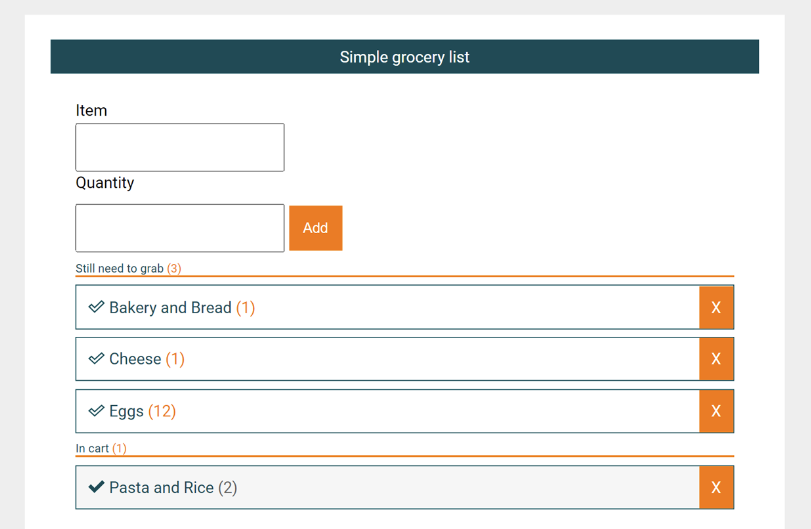 Simple grocery list
Item
Quantity
Add
Still need to grab (3)
Bakery and Bread (1) X
Cheese (1) X
Eggs (12) X
In cart (1)
Pasta and Rice (2) X